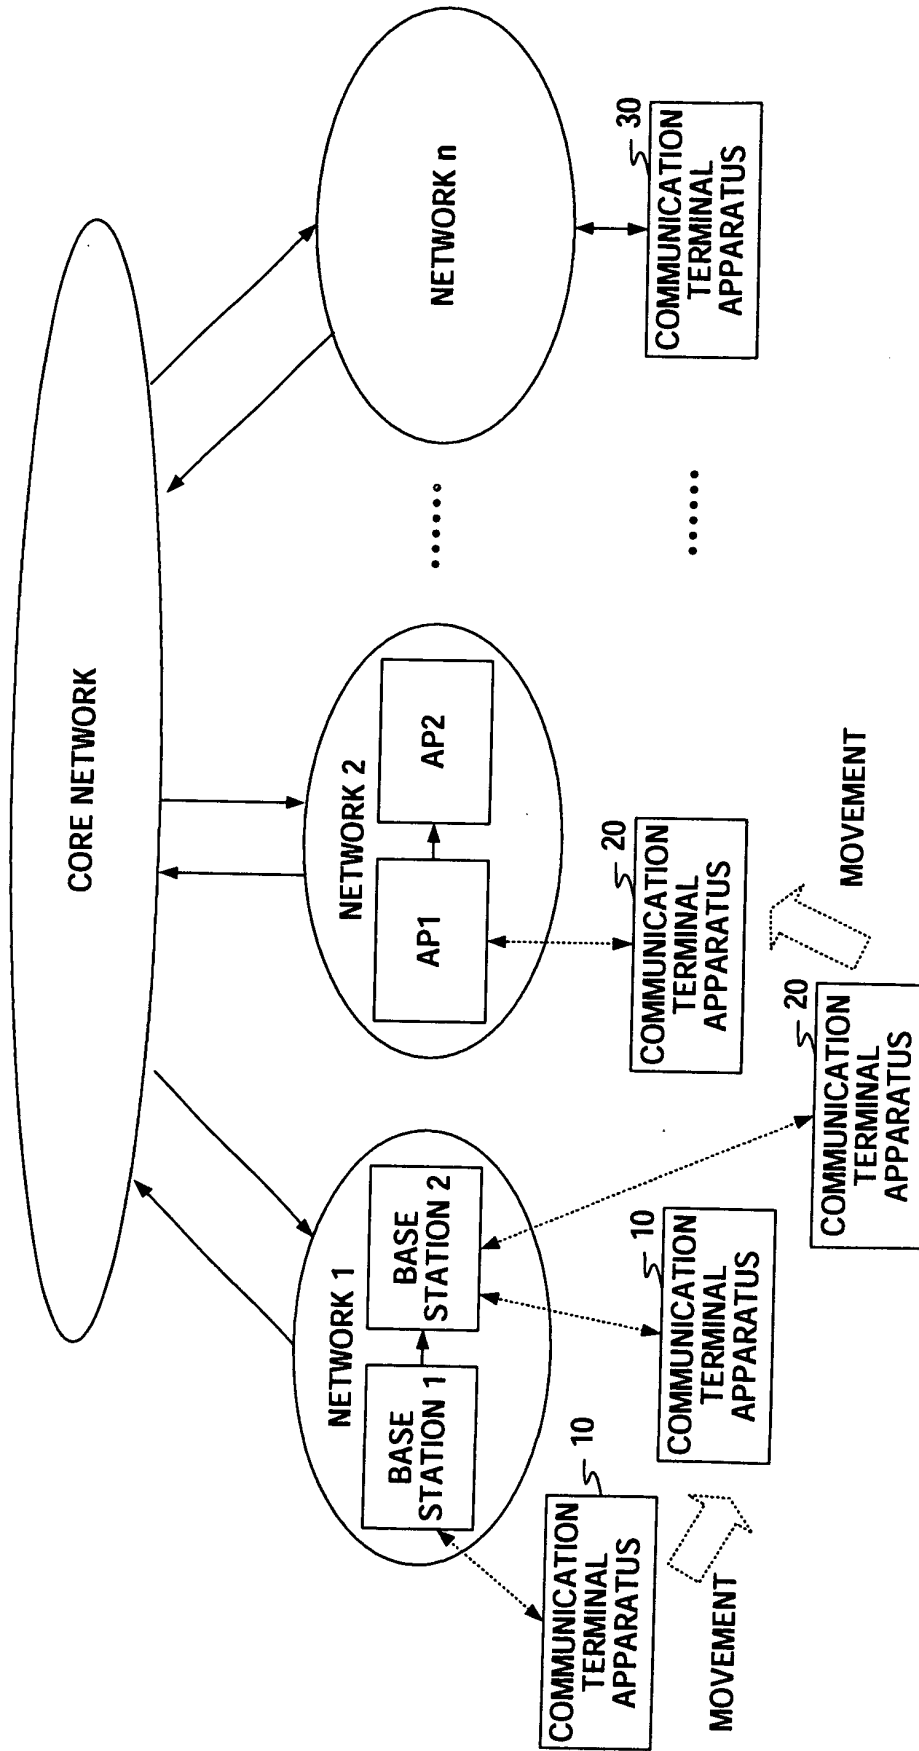 CORE NETWORK
NETWORK 1
BASE
STATION 1
BASE
STATION 2
NETWORK 2
AP1
AP2
......
NETWORK n
COMMUNICATION
TERMINAL
APPARATUS
10
MOVEMENT
COMMUNICATION
TERMINAL
APPARATUS
10
COMMUNICATION
TERMINAL
APPARATUS
20
MOVEMENT
COMMUNICATION
TERMINAL
APPARATUS
20
......
COMMUNICATION
TERMINAL
APPARATUS
30